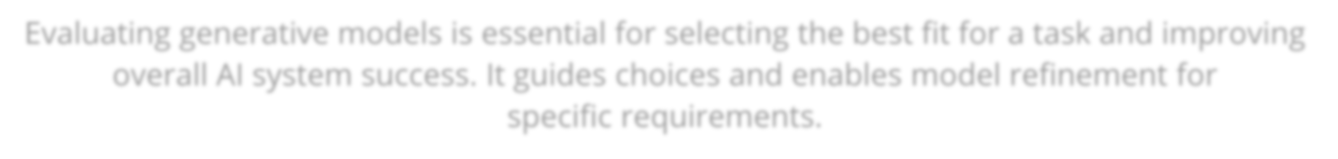 Evaluating generative models is essential for selecting the best fit for a task and improving
overall AI system success. It guides choices and enables model refinement for
specific requirements.